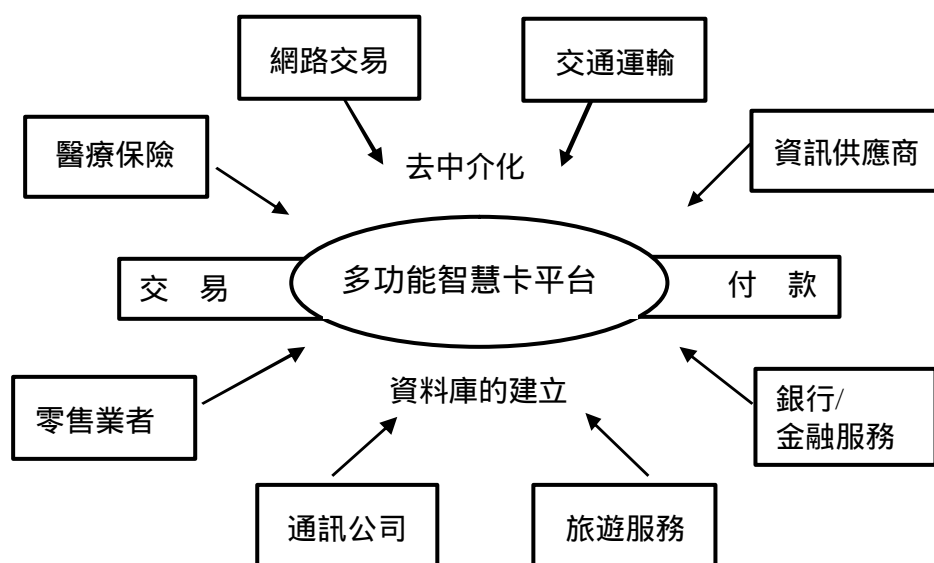 網路交易
交通運輸
醫療保險
去中介化
資訊供應商
交 易
多功能智慧卡平台
付 款
零售業者
資料庫的建立
銀行/
金融服務
通訊公司
旅遊服務